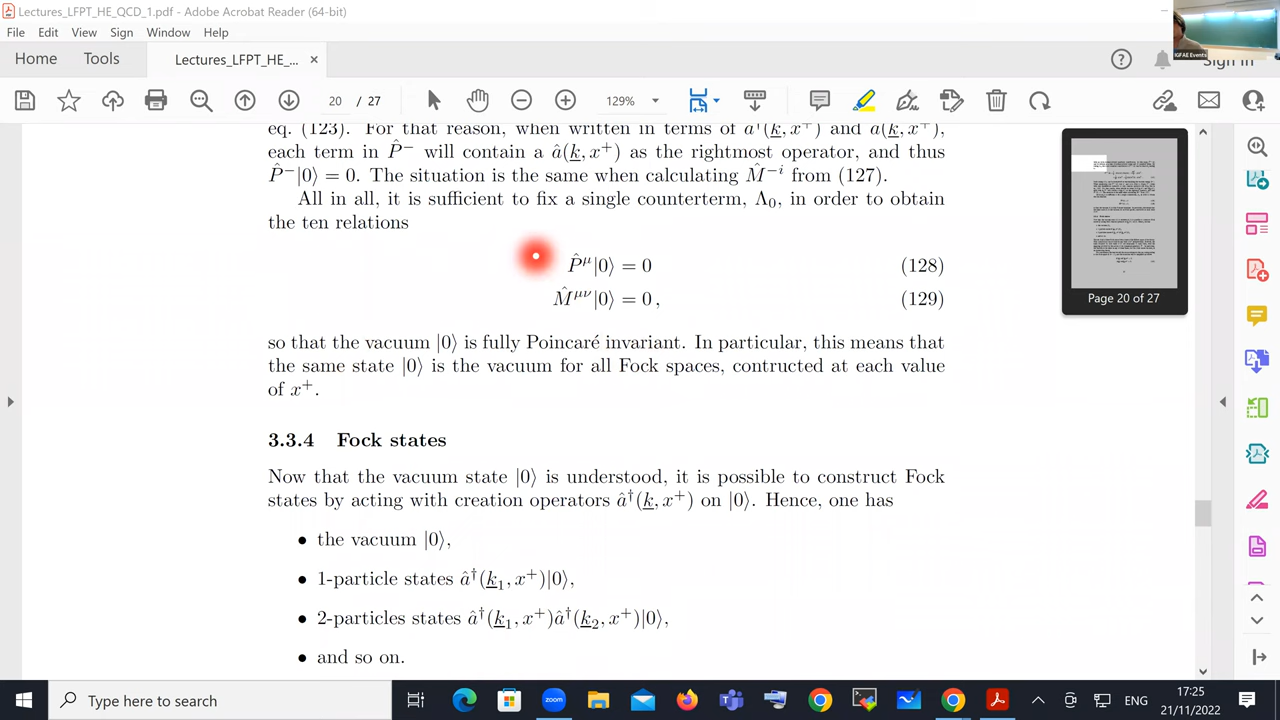 Lectures_LFPT_HE_QCD_1.pdf - Adobe Acrobat Reader (64-bit)
File Edit View Sign Window Help
Home Tools Lectures_LFPT_HE_... × Sign In
IGFAE Events
20 / 27 129%
eq. (123). For that reason, when written in terms of a†(k, x⁺) and a(k, x⁺),
each term in P̂⁻ will contain a â(k, x⁺) as the rightmost operator, and thus
P̂⁻|0⟩ = 0. The situation is the same when calculating M̂⁻ⁱ from (127).
All in all, it is sufficient to fix a single counterterm, Λ₀, in order to obtain
the ten relations
P̂^μ|0⟩ = 0 (128)
M̂^μν|0⟩ = 0 , (129)
so that the vacuum |0⟩ is fully Poincaré invariant. In particular, this means that
the same state |0⟩ is the vacuum for all Fock spaces, contructed at each value
of x⁺.
3.3.4 Fock states
Now that the vacuum state |0⟩ is understood, it is possible to construct Fock
states by acting with creation operators â†(k, x⁺) on |0⟩. Hence, one has
• the vacuum |0⟩,
• 1-particle states â†(k₁, x⁺)|0⟩,
• 2-particles states â†(k₁, x⁺)â†(k₂, x⁺)|0⟩,
• and so on.
Page 20 of 27
Type here to search
zoom
ENG
17:25
21/11/2022